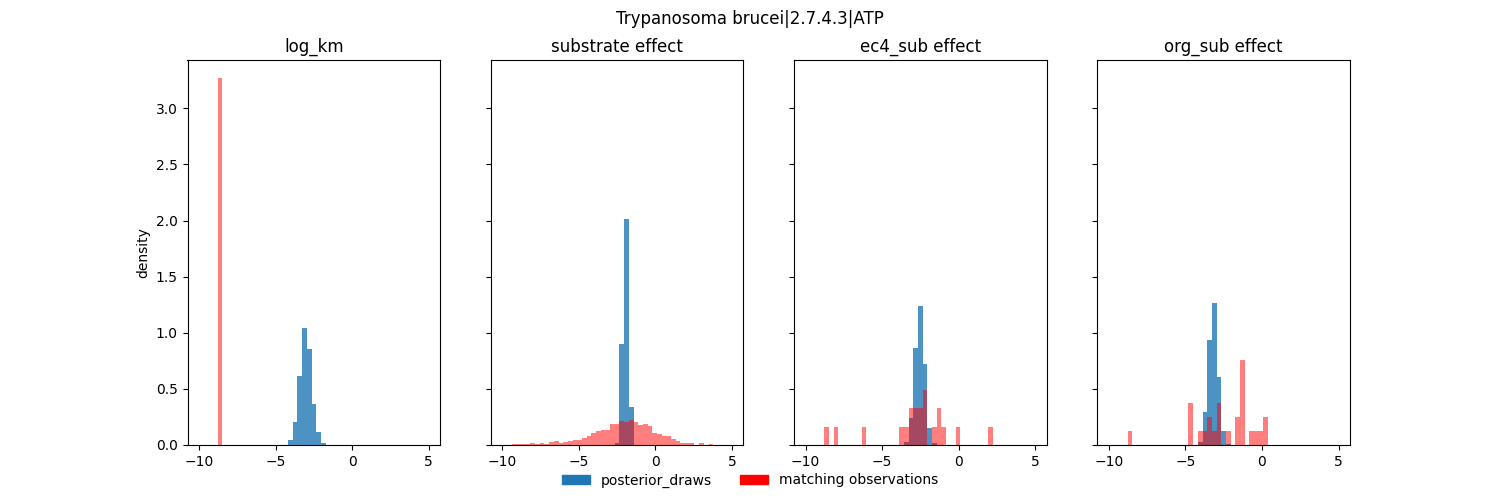 Trypanosoma brucei|2.7.4.3|ATP
log_km
substrate effect
ec4_sub effect
org_sub effect
density
3.0
2.5
2.0
1.5
1.0
0.5
0.0
−10 −5 0 5
−10 −5 0 5
−10 −5 0 5
−10 −5 0 5
posterior_draws
matching observations